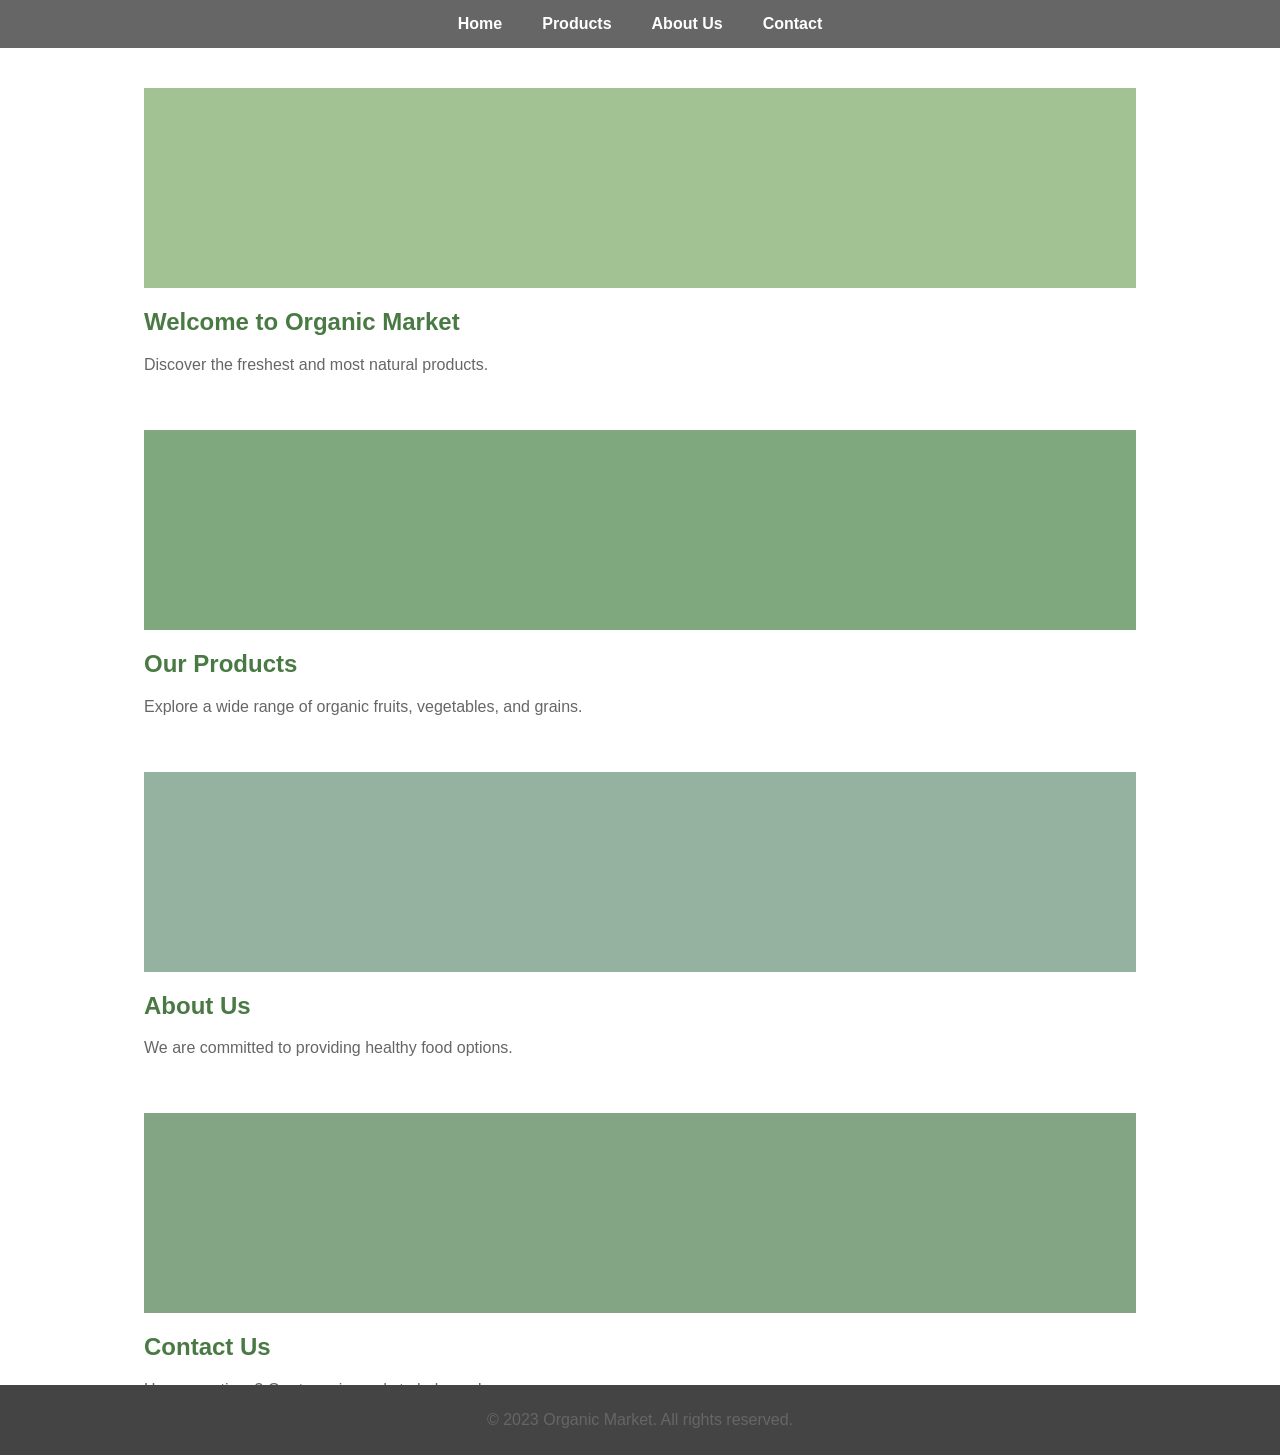 Home Products About Us Contact
Welcome to Organic Market
Discover the freshest and most natural products.
Our Products
Explore a wide range of organic fruits, vegetables, and grains.
About Us
We are committed to providing healthy food options.
Contact Us
© 2023 Organic Market. All rights reserved.